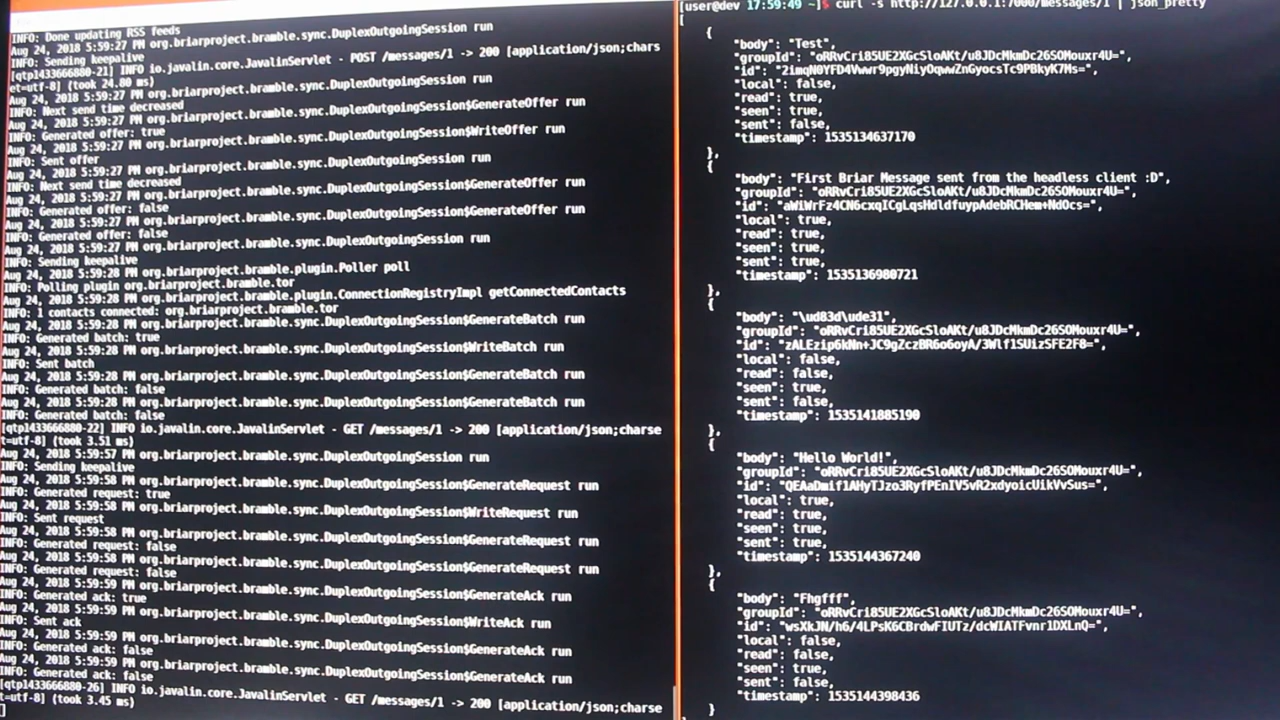 INFO: Done updating RSS feeds
Aug 24, 2018 5:59:27 PM org.briarproject.bramble.sync.DuplexOutgoingSession run
INFO: Sending keepalive
[qtp1433666880-21] INFO io.javalin.core.JavalinServlet - POST /messages/1 -> 200 [application/json;chars
et=utf-8] (took 24.80 ms)
Aug 24, 2018 5:59:27 PM org.briarproject.bramble.sync.DuplexOutgoingSession run
INFO: Next send time decreased
Aug 24, 2018 5:59:27 PM org.briarproject.bramble.sync.DuplexOutgoingSession$GenerateOffer run
INFO: Generated offer: true
Aug 24, 2018 5:59:27 PM org.briarproject.bramble.sync.DuplexOutgoingSession$WriteOffer run
INFO: Sent offer
Aug 24, 2018 5:59:27 PM org.briarproject.bramble.sync.DuplexOutgoingSession run
INFO: Next send time decreased
Aug 24, 2018 5:59:27 PM org.briarproject.bramble.sync.DuplexOutgoingSession$GenerateOffer run
INFO: Generated offer: false
Aug 24, 2018 5:59:27 PM org.briarproject.bramble.sync.DuplexOutgoingSession$GenerateOffer run
INFO: Generated offer: false
Aug 24, 2018 5:59:27 PM org.briarproject.bramble.sync.DuplexOutgoingSession run
INFO: Sending keepalive
Aug 24, 2018 5:59:28 PM org.briarproject.bramble.plugin.Poller poll
INFO: Polling plugin org.briarproject.bramble.tor
Aug 24, 2018 5:59:28 PM org.briarproject.bramble.plugin.ConnectionRegistryImpl getConnectedContacts
INFO: 1 contacts connected: org.briarproject.bramble.tor
Aug 24, 2018 5:59:28 PM org.briarproject.bramble.sync.DuplexOutgoingSession$GenerateBatch run
INFO: Generated batch: true
Aug 24, 2018 5:59:28 PM org.briarproject.bramble.sync.DuplexOutgoingSession$WriteBatch run
INFO: Sent batch
Aug 24, 2018 5:59:28 PM org.briarproject.bramble.sync.DuplexOutgoingSession$GenerateBatch run
INFO: Generated batch: false
Aug 24, 2018 5:59:28 PM org.briarproject.bramble.sync.DuplexOutgoingSession$GenerateBatch run
INFO: Generated batch: false
[qtp1433666880-22] INFO io.javalin.core.JavalinServlet - GET /messages/1 -> 200 [application/json;charse
t=utf-8] (took 3.51 ms)
Aug 24, 2018 5:59:57 PM org.briarproject.bramble.sync.DuplexOutgoingSession run
INFO: Sending keepalive
Aug 24, 2018 5:59:58 PM org.briarproject.bramble.sync.DuplexOutgoingSession$GenerateRequest run
INFO: Generated request: true
Aug 24, 2018 5:59:58 PM org.briarproject.bramble.sync.DuplexOutgoingSession$WriteRequest run
INFO: Sent request
Aug 24, 2018 5:59:58 PM org.briarproject.bramble.sync.DuplexOutgoingSession$GenerateRequest run
INFO: Generated request: false
Aug 24, 2018 5:59:58 PM org.briarproject.bramble.sync.DuplexOutgoingSession$GenerateRequest run
INFO: Generated request: false
Aug 24, 2018 5:59:59 PM org.briarproject.bramble.sync.DuplexOutgoingSession$GenerateAck run
INFO: Generated ack: true
Aug 24, 2018 5:59:59 PM org.briarproject.bramble.sync.DuplexOutgoingSession$WriteAck run
INFO: Sent ack
Aug 24, 2018 5:59:59 PM org.briarproject.bramble.sync.DuplexOutgoingSession$GenerateAck run
INFO: Generated ack: false
Aug 24, 2018 5:59:59 PM org.briarproject.bramble.sync.DuplexOutgoingSession$GenerateAck run
INFO: Generated ack: false
[qtp1433666880-26] INFO io.javalin.core.JavalinServlet - GET /messages/1 -> 200 [application/json;charse
t=utf-8] (took 3.45 ms)
[user@dev 17:59:49 ~]$ curl -s http://127.0.0.1:7000/messages/1 | json_pretty
[
{
"body": "Test",
"groupId": "oRRvCri85UE2XGcSloAKt/u8JDcMkmDc26SOMouxr4U=",
"id": "2imqN0YFD4Vwwr9pgyNiyOqwwZnGyocsTc9PBkyK7Ms=",
"local": false,
"read": true,
"seen": true,
"sent": false,
"timestamp": 1535134637170
},
{
"body": "First Briar Message sent from the headless client :D",
"groupId": "oRRvCri85UE2XGcSloAKt/u8JDcMkmDc26SOMouxr4U=",
"id": "aWiWrFz4CN6cxqICgLqsHdldfuypAdebRCHem+NdOcs=",
"local": true,
"read": true,
"seen": true,
"sent": true,
"timestamp": 1535136980721
},
{
"body": "\ud83d\ude31",
"groupId": "oRRvCri85UE2XGcSloAKt/u8JDcMkmDc26SOMouxr4U=",
"id": "zALEzip6kNn+JC9gZczBR6o6oyA/3Wlf1SUizSFE2F8=",
"local": false,
"read": false,
"seen": true,
"sent": false,
"timestamp": 1535141885190
},
{
"body": "Hello World!",
"groupId": "oRRvCri85UE2XGcSloAKt/u8JDcMkmDc26SOMouxr4U=",
"id": "QEAaDmif1AHyTJzo3RyfPEnIV5vR2xdyoicUikVvSus=",
"local": true,
"read": true,
"seen": true,
"sent": true,
"timestamp": 1535144367240
},
{
"body": "Fhgfff",
"groupId": "oRRvCri85UE2XGcSloAKt/u8JDcMkmDc26SOMouxr4U=",
"id": "wsXkJN/h6/4LPsK6CBrdwFIUTz/dcWIATFvnr1DXLnQ=",
"local": false,
"read": false,
"seen": true,
"sent": false,
"timestamp": 1535144398436
}